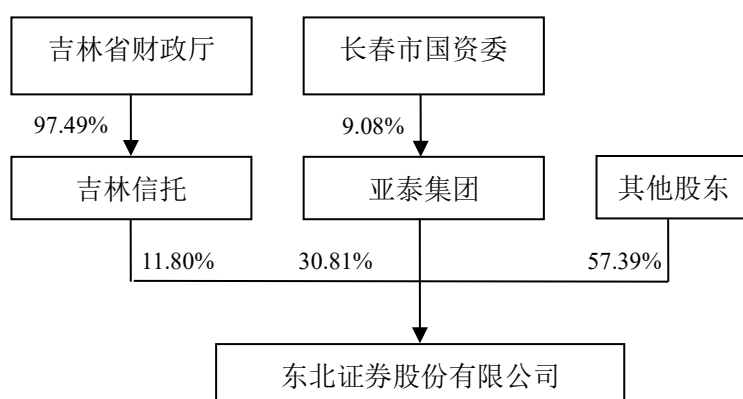 吉林省财政厅
长春市国资委
97.49%
9.08%
吉林信托
亚泰集团
其他股东
11.80%
30.81%
57.39%
东北证券股份有限公司